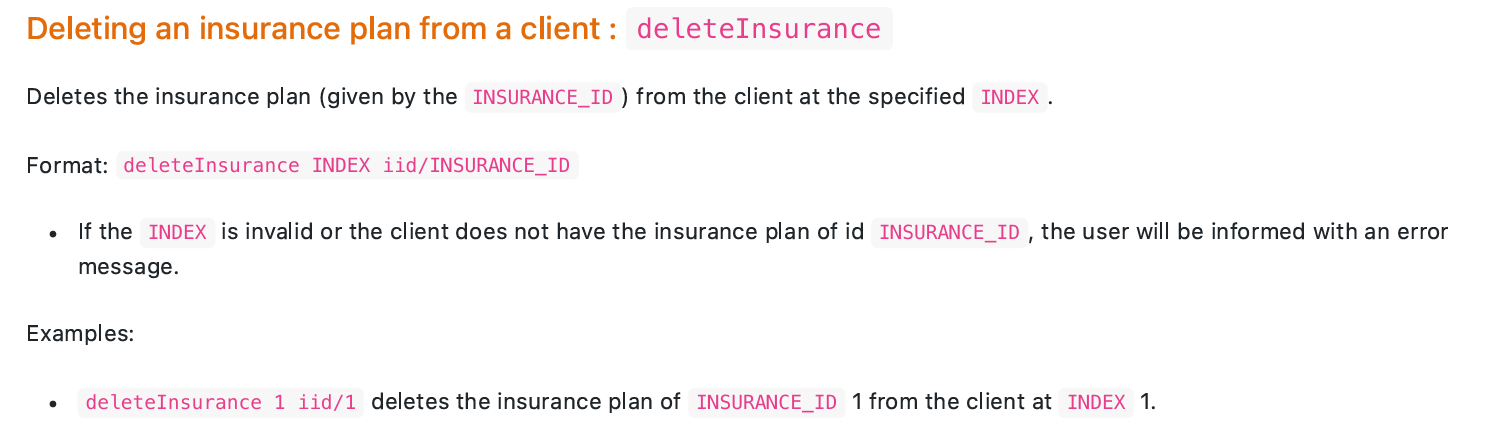 Deleting an insurance plan from a client : deleteInsurance
Deletes the insurance plan (given by the INSURANCE_ID ) from the client at the specified INDEX .
Format: deleteInsurance INDEX iid/INSURANCE_ID
• If the INDEX is invalid or the client does not have the insurance plan of id INSURANCE_ID , the user will be informed with an error
message.
Examples:
• deleteInsurance 1 iid/1 deletes the insurance plan of INSURANCE_ID 1 from the client at INDEX 1.